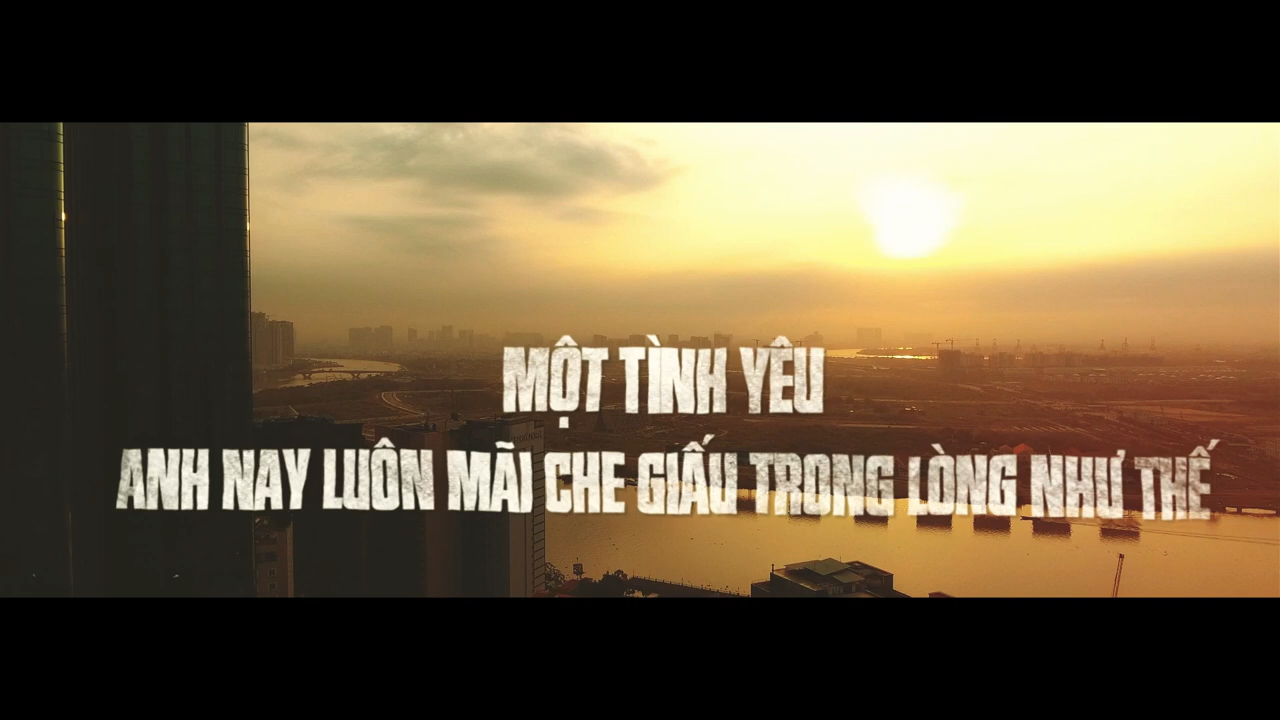 MỘT TÌNH YÊU
ANH NAY LUÔN MÃI CHE GIẤU TRONG LÒNG NHƯ THẾ